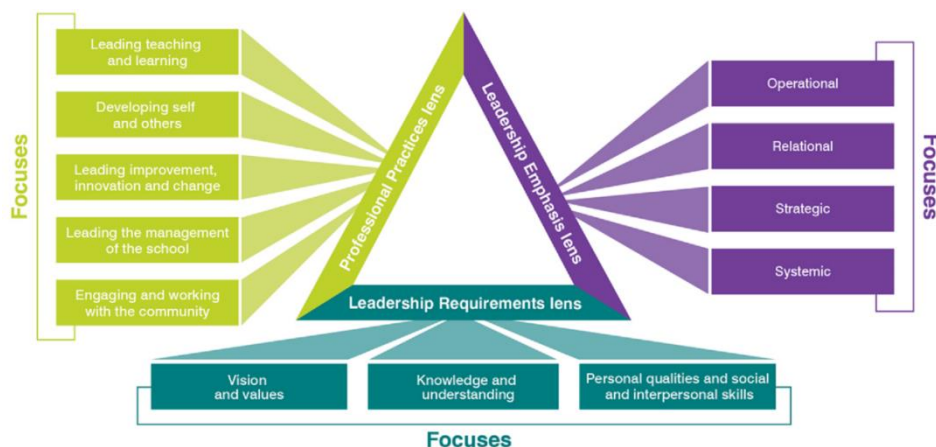 Focuses
Leading teaching
and learning
Developing self
and others
Leading improvement,
innovation and change
Leading the management
of the school
Engaging and working
with the community
Professional Practices lens
Leadership Emphasis lens
Leadership Requirements lens
Operational
Relational
Strategic
Systemic
Focuses
Vision
and values
Knowledge and
understanding
Personal qualities and social
and interpersonal skills
Focuses